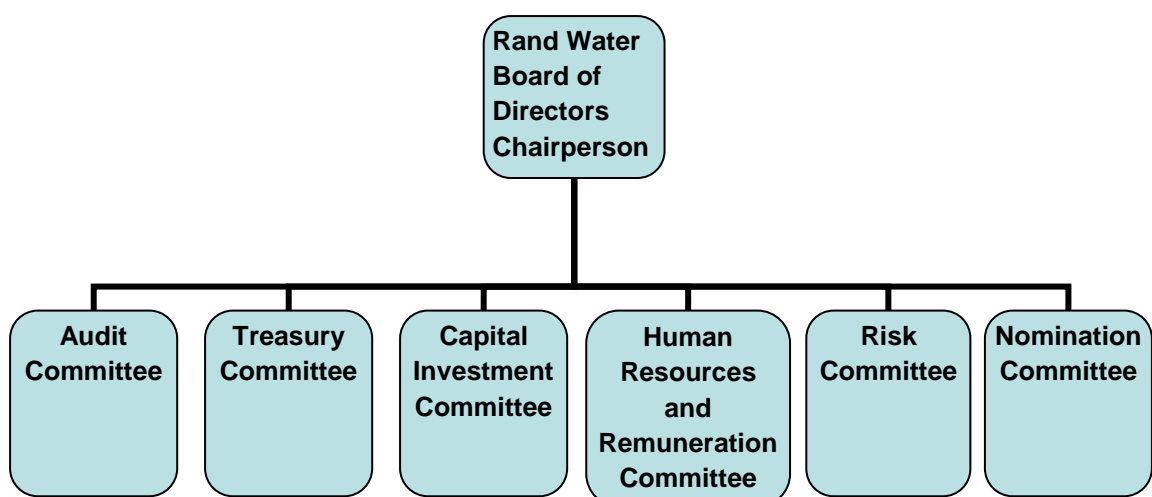 Rand Water
Board of
Directors
Chairperson
Audit
Committee
Treasury
Committee
Capital
Investment
Committee
Human
Resources
and
Remuneration
Committee
Risk
Committee
Nomination
Committee